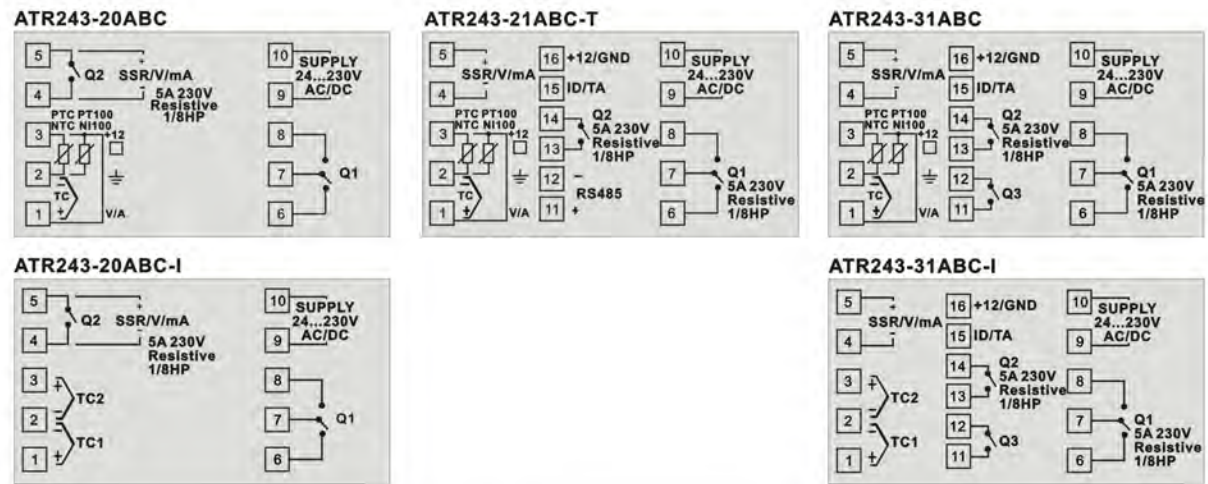 ATR243-20ABC
5
4
3
2
1
Q2
SSR/V/mA
+
-
5A 230V
Resistive
1/8HP
PTC PT100
NTC NI100
+12
TC
V/A
10
9
8
7
6
SUPPLY
24...230V
AC/DC
Q1
ATR243-21ABC-T
5
4
3
2
1
+
SSR/V/mA
-
PTC PT100
NTC NI100
+12
TC
V/A
16 +12/GND
15 ID/TA
14
13
12 -
11 +
Q2
5A 230V
Resistive
1/8HP
RS485
10
9
8
7
6
SUPPLY
24...230V
AC/DC
Q1
5A 230V
Resistive
1/8HP
ATR243-31ABC
5
4
3
2
1
+
SSR/V/mA
-
PTC PT100
NTC NI100
+12
TC
V/A
16 +12/GND
15 ID/TA
14
13
12
11
Q2
5A 230V
Resistive
1/8HP
Q3
10
9
8
7
6
SUPPLY
24...230V
AC/DC
Q1
5A 230V
Resistive
1/8HP
ATR243-20ABC-I
5
4
3
2
1
Q2
+
SSR/V/mA
-
5A 230V
Resistive
1/8HP
TC2
TC1
10
9
8
7
6
SUPPLY
24...230V
AC/DC
Q1
ATR243-31ABC-I
5
4
3
2
1
+
SSR/V/mA
-
TC2
TC1
16 +12/GND
15 ID/TA
14
13
12
11
Q2
5A 230V
Resistive
1/8HP
Q3
10
9
8
7
6
SUPPLY
24...230V
AC/DC
Q1
5A 230V
Resistive
1/8HP